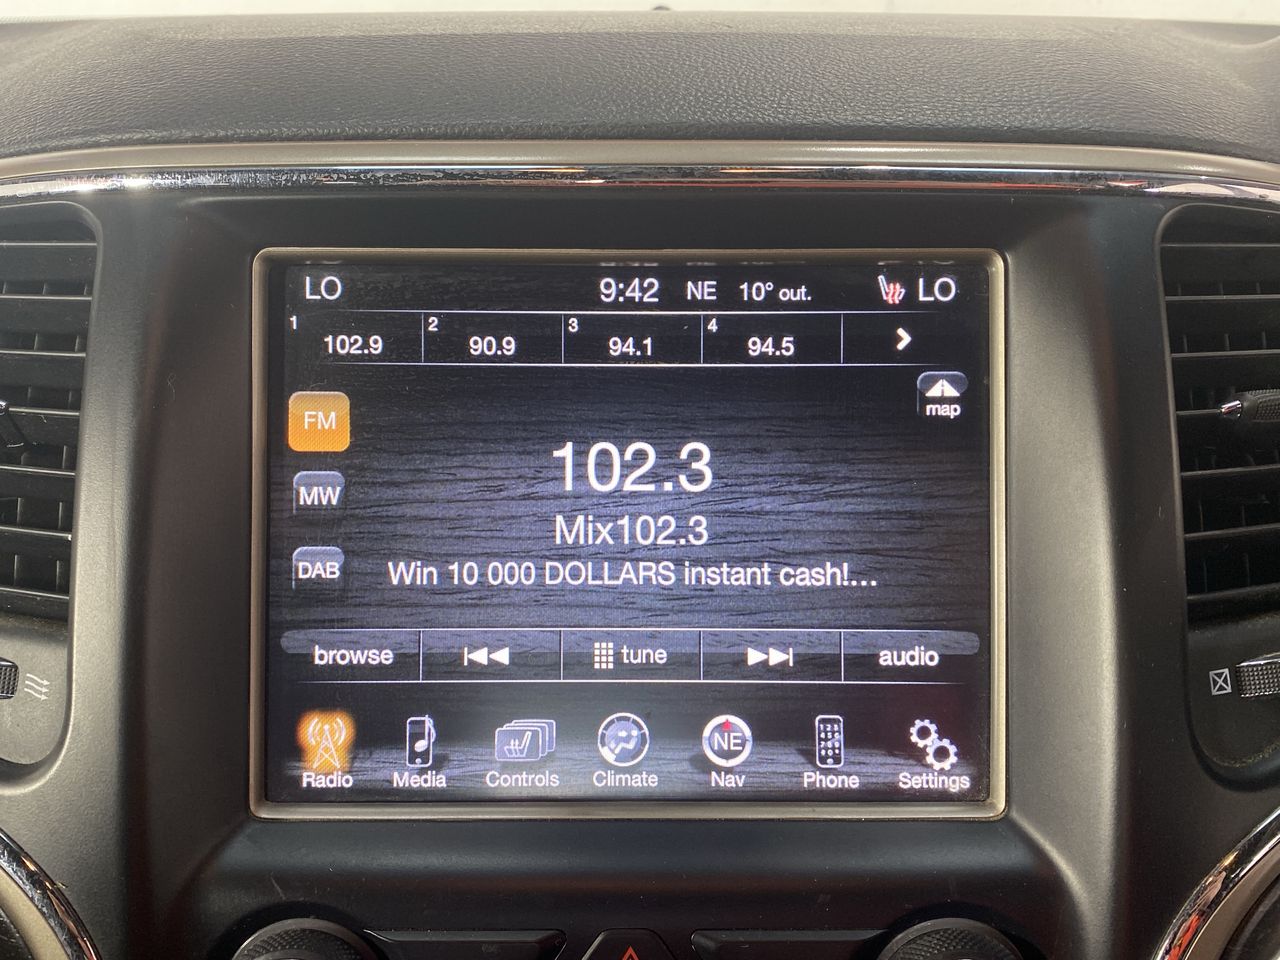 LO 9:42 NE 10° out. LO
1 102.9 2 90.9 3 94.1 4 94.5
map
FM
102.3
MW
Mix102.3
DAB
Win 10 000 DOLLARS instant cash!...
browse tune audio
NE
Radio Media Controls Climate Nav Phone Settings